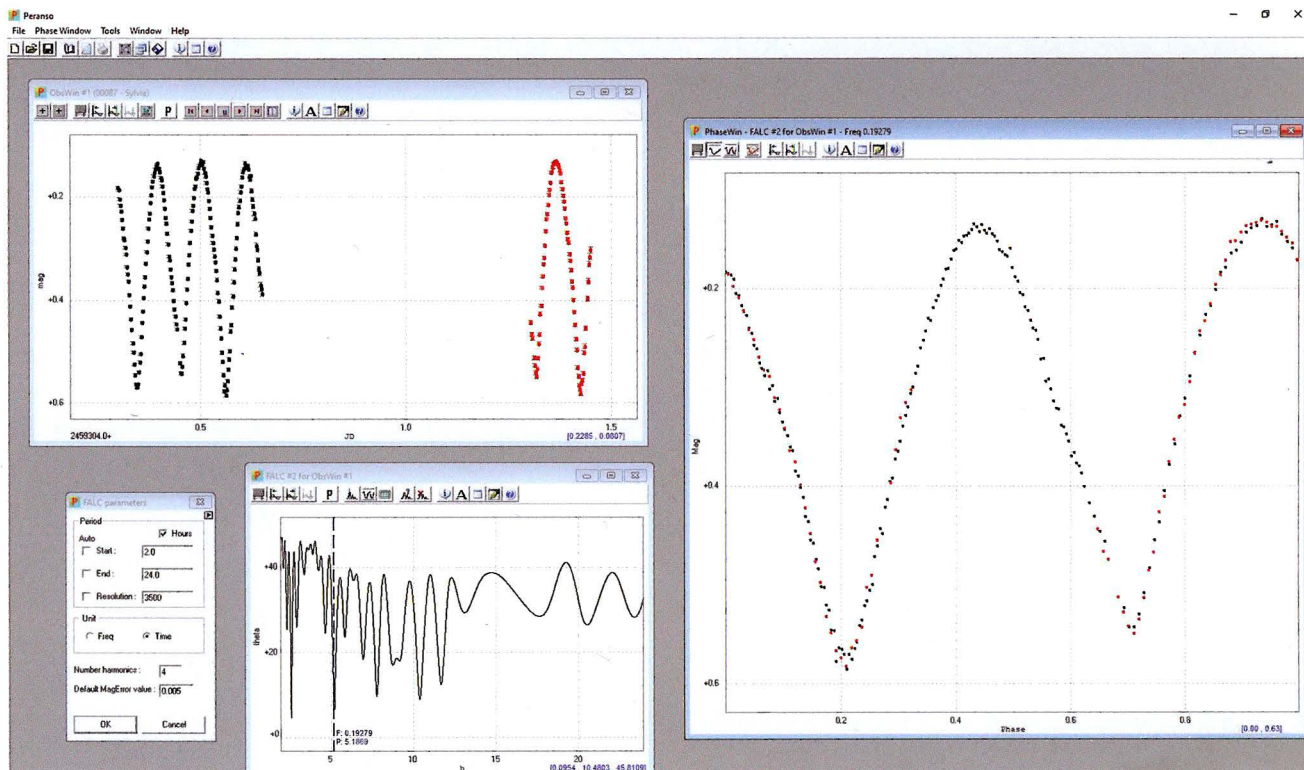 Peranso
File Phase Window Tools Window Help
ObsWin #1 (00087 - Sylvia)
P
A
+0.2
+0.4
+0.6
mag
0.5
1.0
1.5
2459304.0+
JD
[0.2285 , 0.0807]
PhaseWin - FALC #2 for ObsWin #1 - Freq 0.19279
A
+0.2
+0.4
+0.6
Mag
0.2
0.4
0.6
0.8
Phase
[0.00 , 0.63]
FALC parameters
Period
Auto
Hours
Start :
2.0
End :
24.0
Resolution :
3500
Unit
Freq
Time
Number harmonics :
4
Default MagError value :
0.005
OK
Cancel
FALC #2 for ObsWin #1
P
A
+40
+20
+0
theta
F: 0.19279
P: 5.1869
5
10
15
20
h
[0.0954 , 10.4803 , 45.8109]